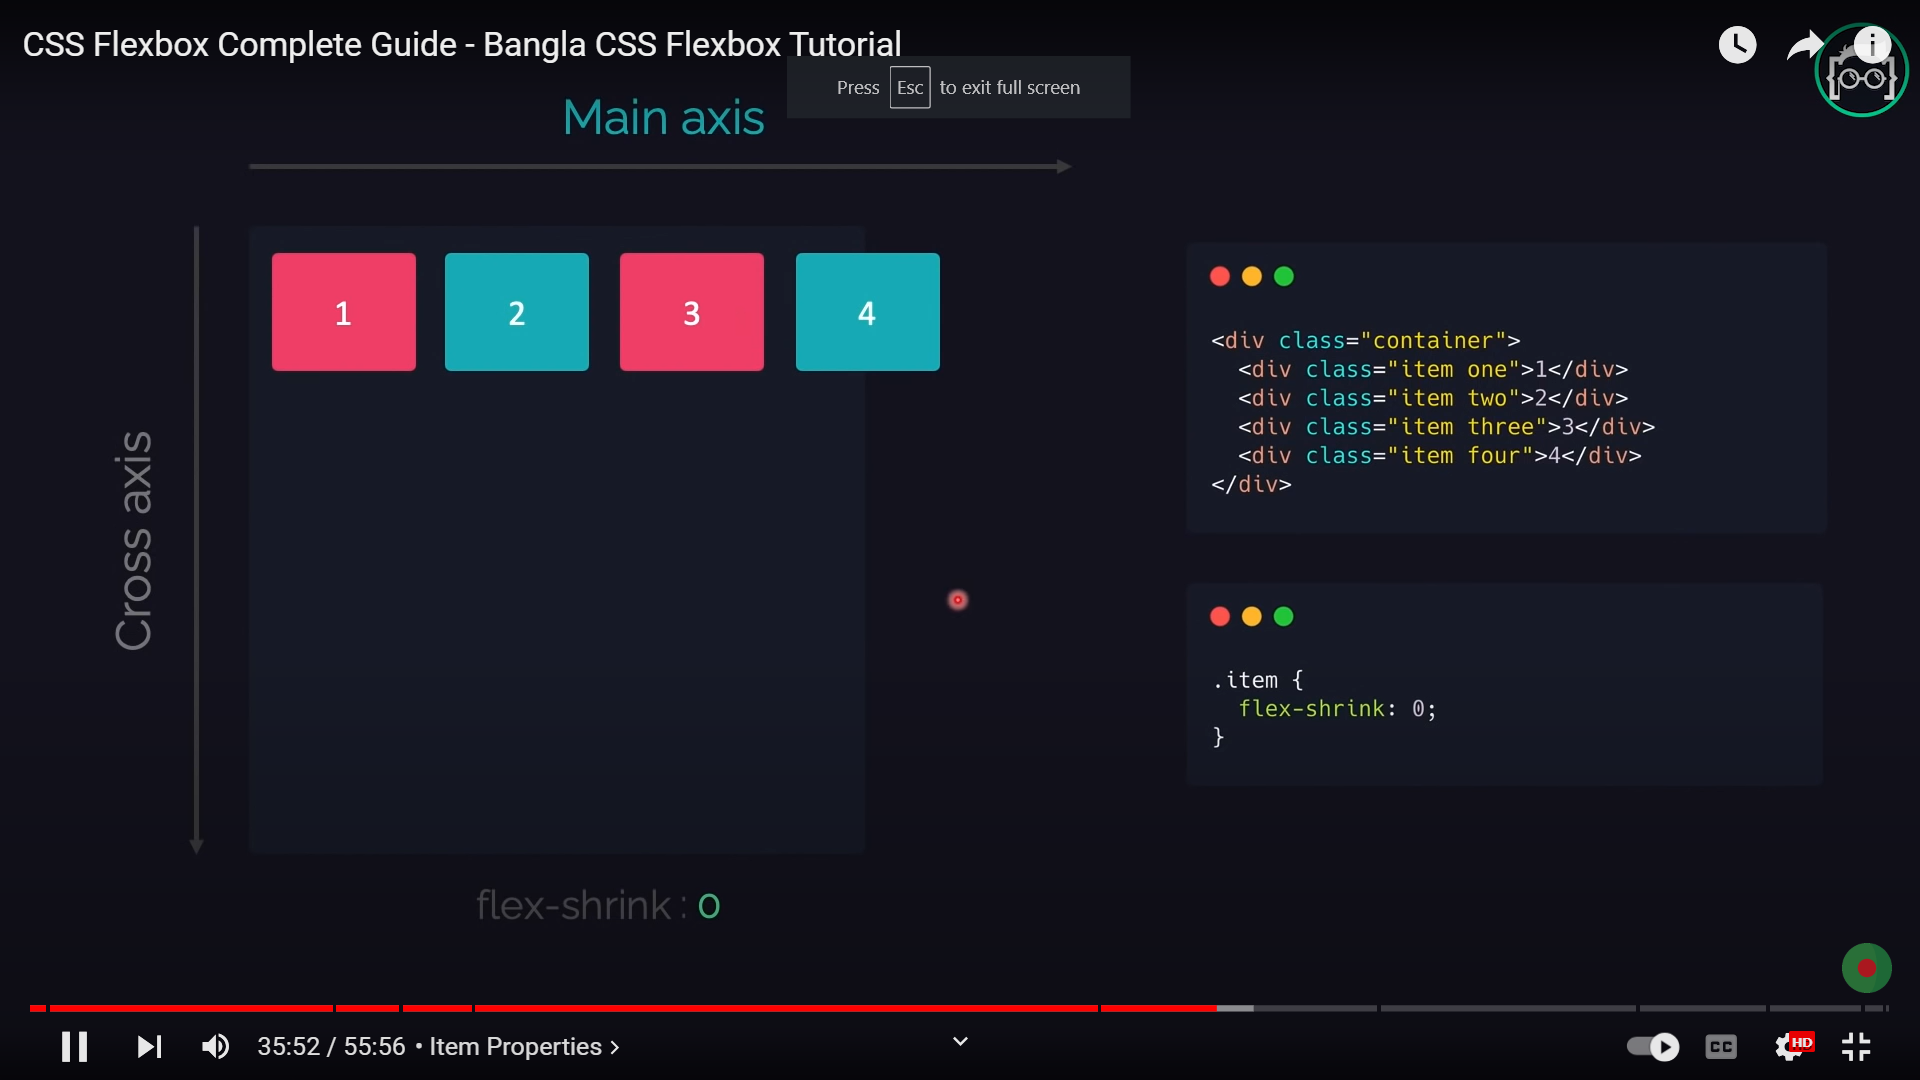 CSS Flexbox Complete Guide - Bangla CSS Flexbox Tutorial
Press Esc to exit full screen
Main axis
Cross axis
1 2 3 4
<div class="container">
  <div class="item one">1</div>
  <div class="item two">2</div>
  <div class="item three">3</div>
  <div class="item four">4</div>
</div>
.item {
  flex-shrink: 0;
}
flex-shrink : 0
35:52 / 55:56 • Item Properties ›
CC
HD